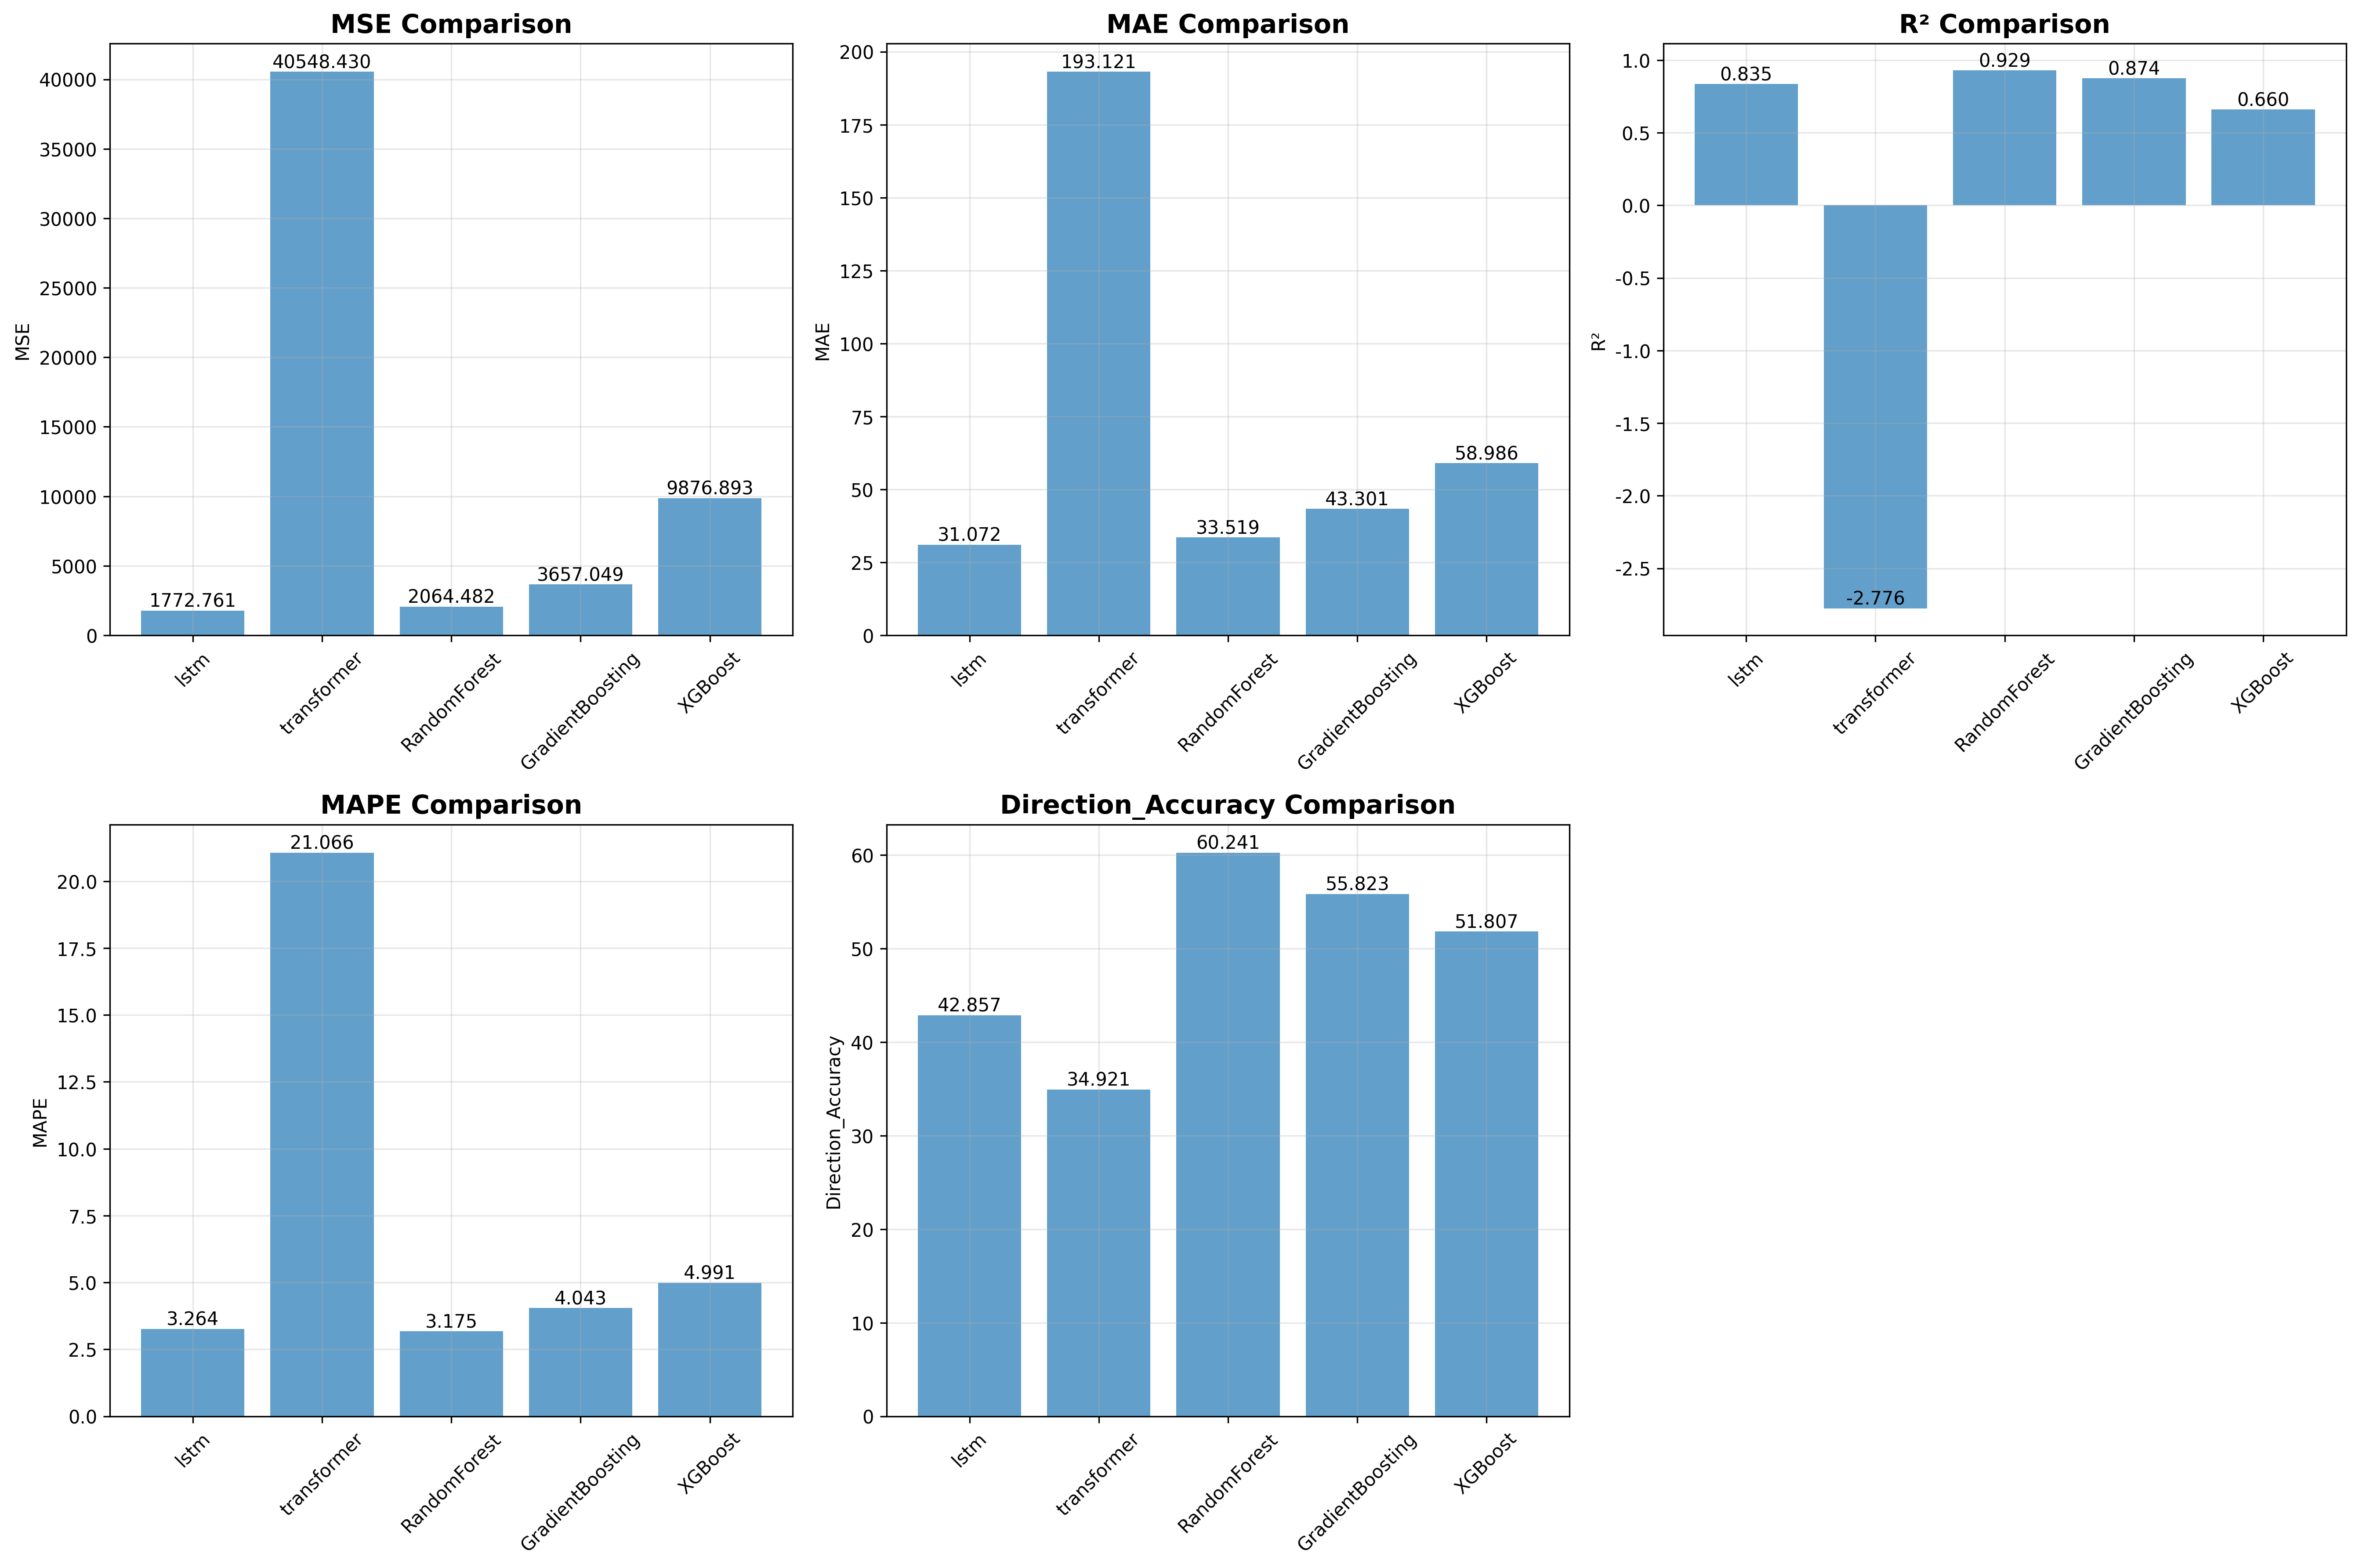 MSE Comparison
MSE
40000
35000
30000
25000
20000
15000
10000
5000
0
1772.761
40548.430
2064.482
3657.049
9876.893
lstm
transformer
RandomForest
GradientBoosting
XGBoost
MAE Comparison
MAE
200
175
150
125
100
75
50
25
0
31.072
193.121
33.519
43.301
58.986
lstm
transformer
RandomForest
GradientBoosting
XGBoost
R² Comparison
R²
1.0
0.5
0.0
-0.5
-1.0
-1.5
-2.0
-2.5
0.835
-2.776
0.929
0.874
0.660
lstm
transformer
RandomForest
GradientBoosting
XGBoost
MAPE Comparison
MAPE
20.0
17.5
15.0
12.5
10.0
7.5
5.0
2.5
0.0
3.264
21.066
3.175
4.043
4.991
lstm
transformer
RandomForest
GradientBoosting
XGBoost
Direction_Accuracy Comparison
Direction_Accuracy
60
50
40
30
20
10
0
42.857
34.921
60.241
55.823
51.807
lstm
transformer
RandomForest
GradientBoosting
XGBoost